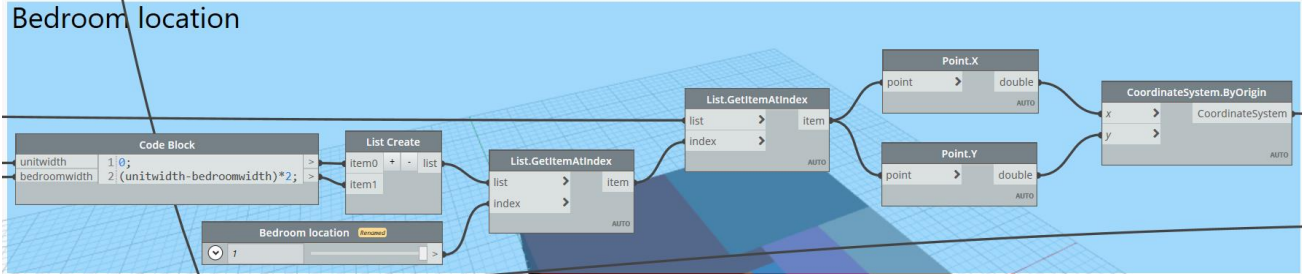 Bedroom location
Code Block
unitwidth 1 0; >
bedroomwidth 2 (unitwidth-bedroomwidth)*2; >
List Create
item0 + - list
item1
Bedroom location Renamed
1 >
List.GetItemAtIndex
list > item
index >
AUTO
List.GetItemAtIndex
list > item
index >
AUTO
Point.X
point > double
AUTO
Point.Y
point > double
AUTO
CoordinateSystem.ByOrigin
x > CoordinateSystem
y >
AUTO